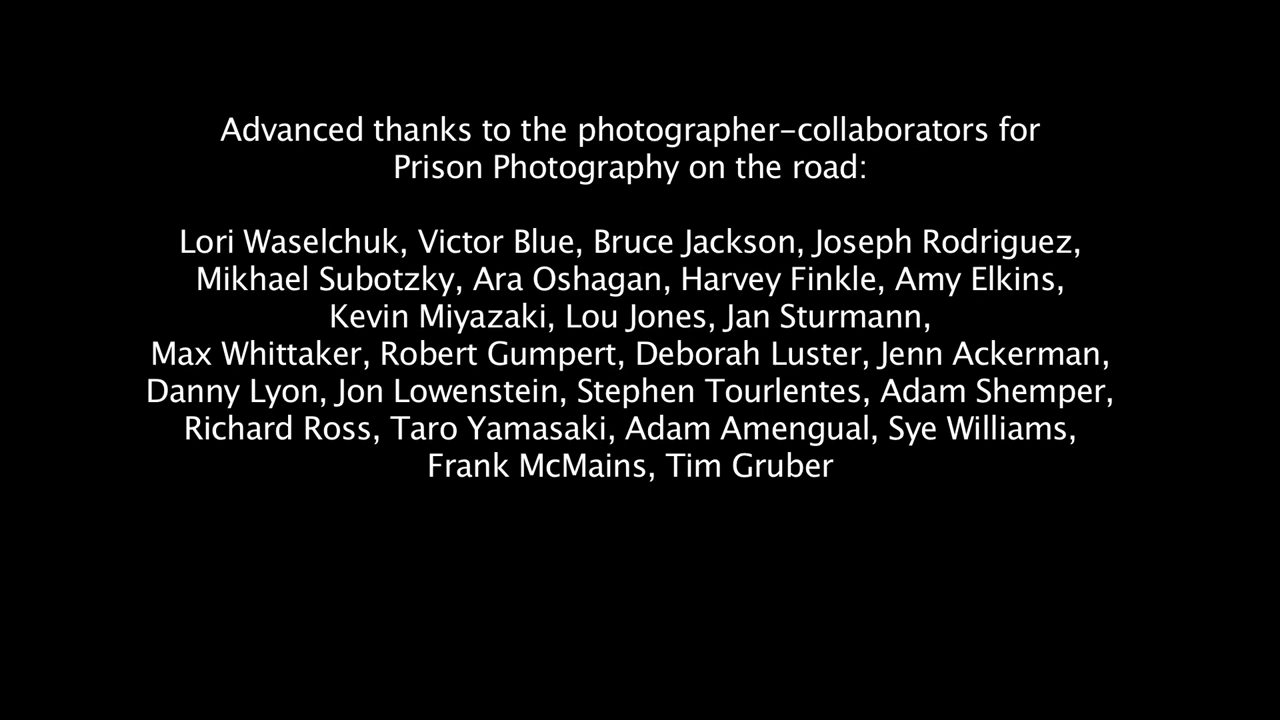 Advanced thanks to the photographer-collaborators for
Prison Photography on the road:
Lori Waselchuk, Victor Blue, Bruce Jackson, Joseph Rodriguez,
Mikhael Subotzky, Ara Oshagan, Harvey Finkle, Amy Elkins,
Kevin Miyazaki, Lou Jones, Jan Sturmann,
Max Whittaker, Robert Gumpert, Deborah Luster, Jenn Ackerman,
Danny Lyon, Jon Lowenstein, Stephen Tourlentes, Adam Shemper,
Richard Ross, Taro Yamasaki, Adam Amengual, Sye Williams,
Frank McMains, Tim Gruber